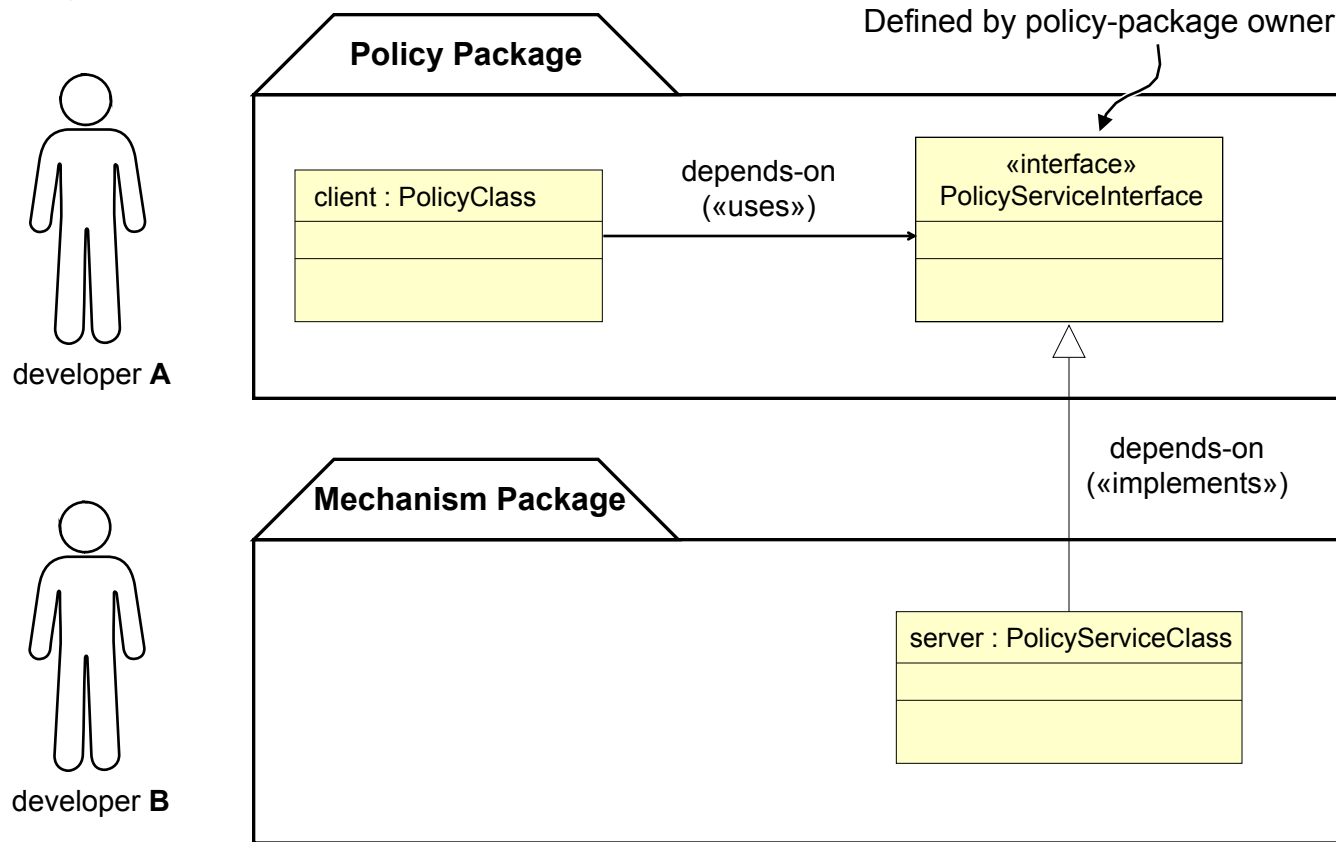 Defined by policy-package owner
Policy Package
«interface»
PolicyServiceInterface
client : PolicyClass
depends-on
(«uses»)
developer A
depends-on
(«implements»)
Mechanism Package
server : PolicyServiceClass
developer B